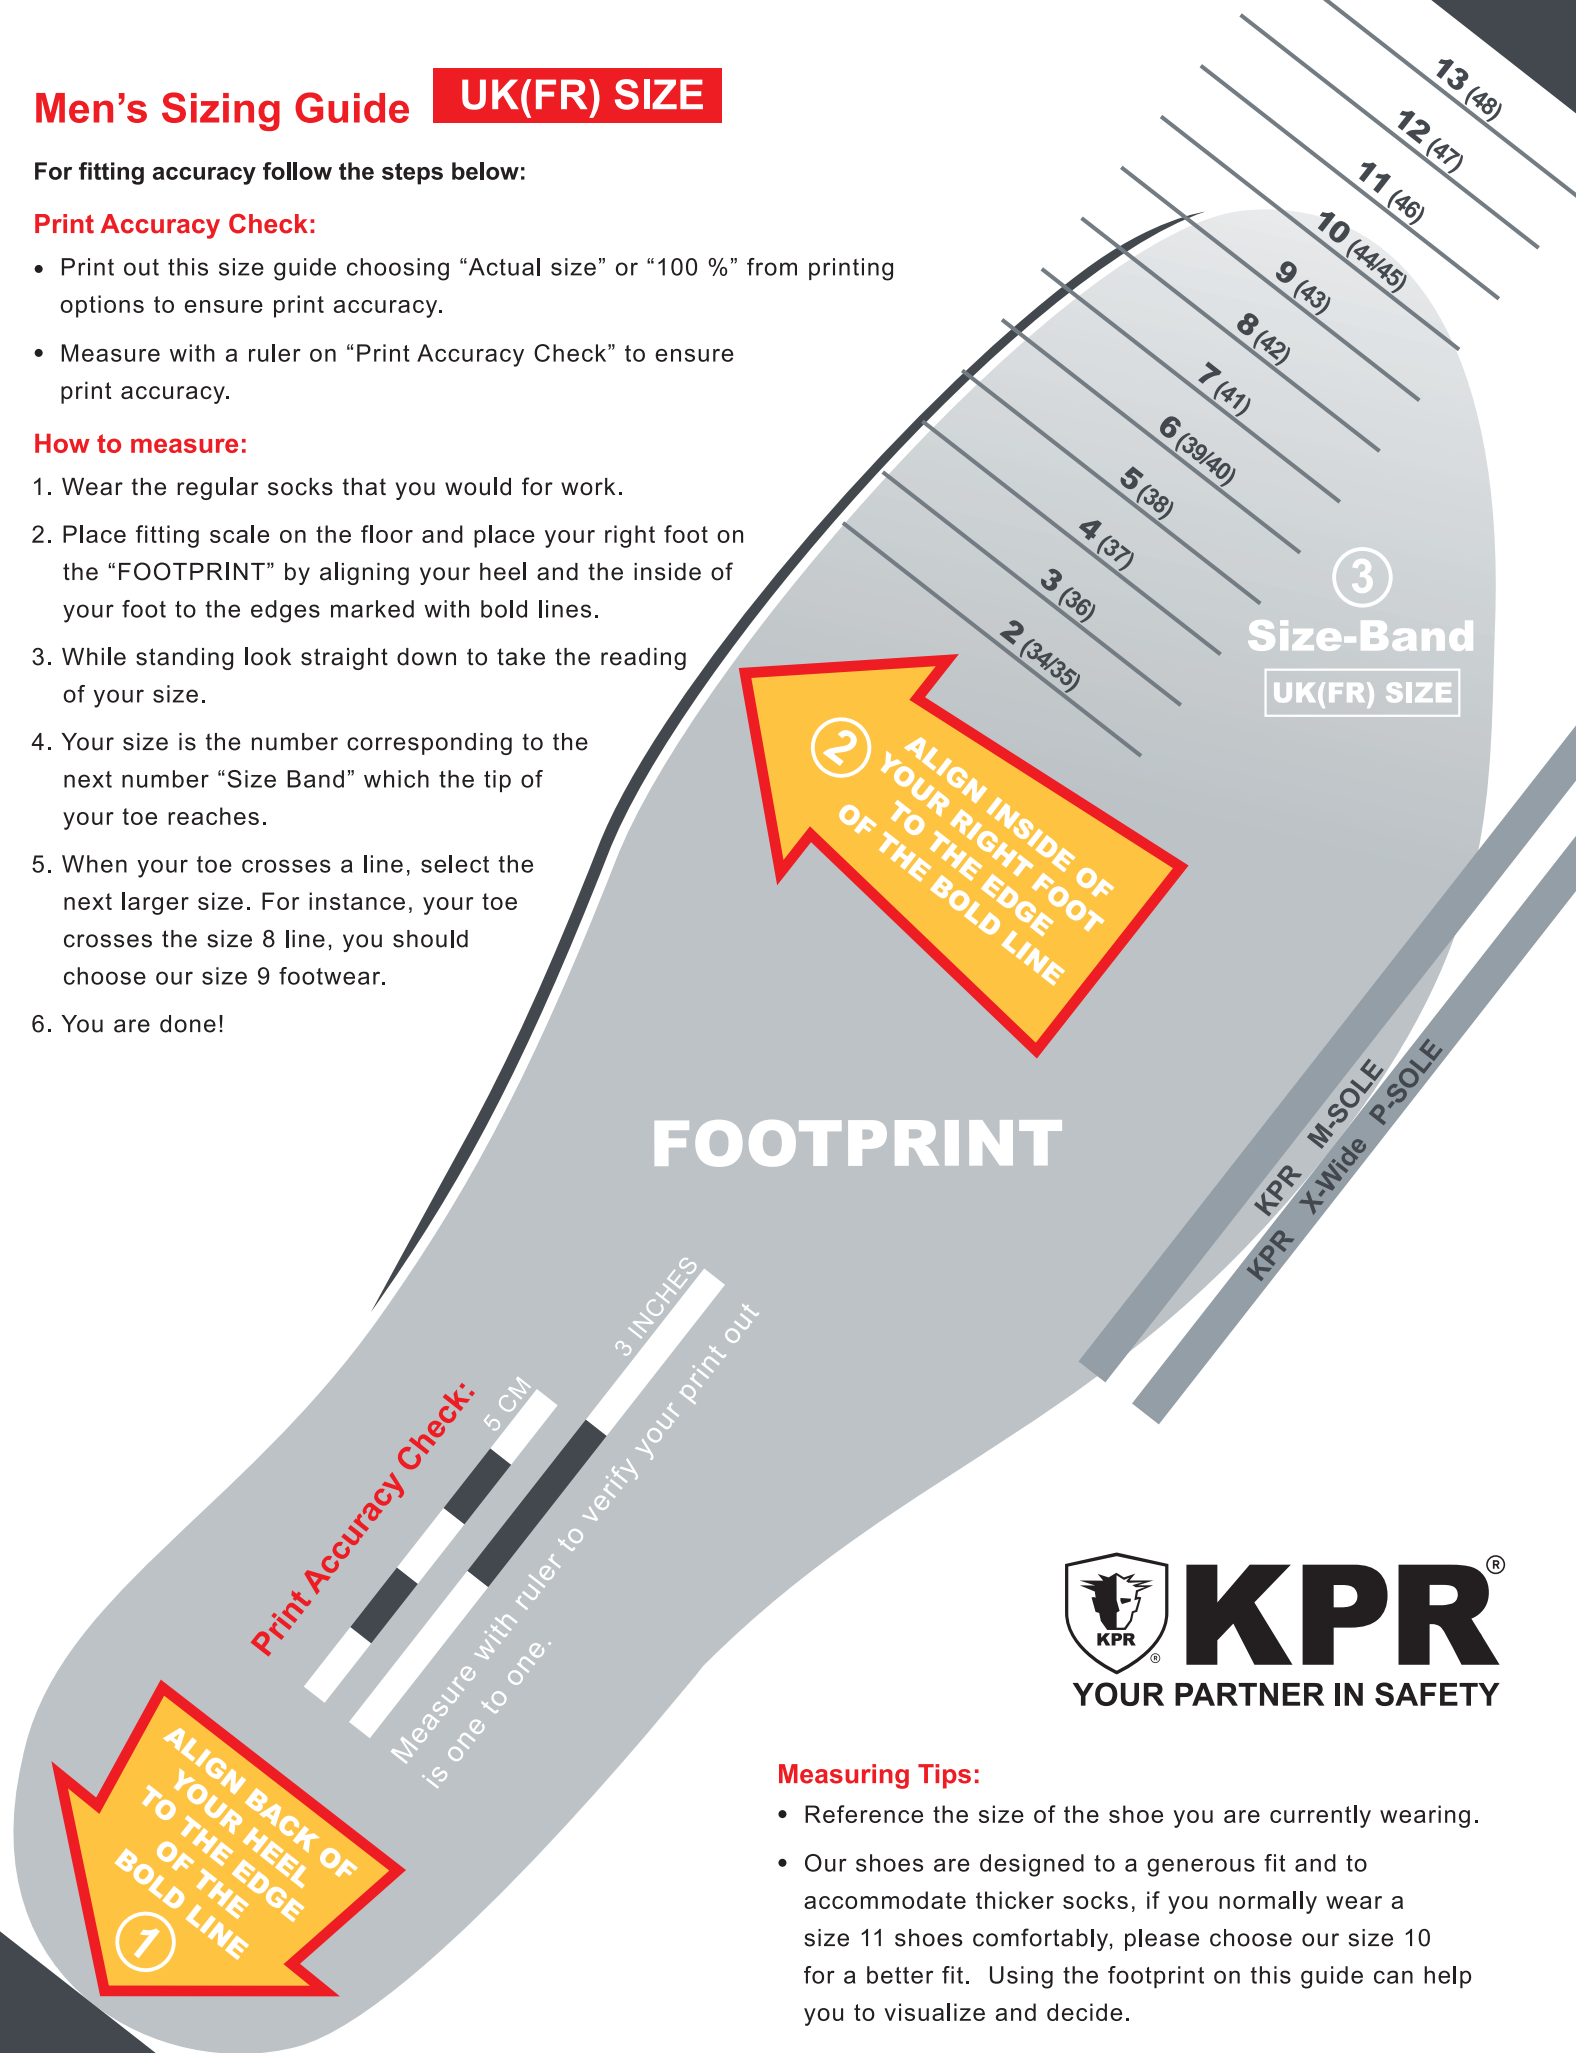 Men's Sizing Guide
UK(FR) SIZE
For fitting accuracy follow the steps below:
Print Accuracy Check:
• Print out this size guide choosing “Actual size” or “100 %” from printing
options to ensure print accuracy.
• Measure with a ruler on “Print Accuracy Check” to ensure
print accuracy.
How to measure:
1. Wear the regular socks that you would for work.
2. Place fitting scale on the floor and place your right foot on
the “FOOTPRINT” by aligning your heel and the inside of
your foot to the edges marked with bold lines.
3. While standing look straight down to take the reading
of your size.
4. Your size is the number corresponding to the
next number “Size Band” which the tip of
your toe reaches.
5. When your toe crosses a line, select the
next larger size. For instance, your toe
crosses the size 8 line, you should
choose our size 9 footwear.
6. You are done!
13 (48)
12 (47)
11 (46)
10 (44/45)
9 (43)
8 (42)
7 (41)
6 (39/40)
5 (38)
4 (37)
3 (36)
2 (34/35)
3
Size-Band
UK(FR) SIZE
2
ALIGN INSIDE OF
YOUR RIGHT FOOT
TO THE EDGE
OF THE BOLD LINE
FOOTPRINT
KPR M-SOLE
KPR X-Wide P-SOLE
Print Accuracy Check:
5 CM
3 INCHES
Measure with ruler to verify your print out
is one to one.
ALIGN BACK OF
YOUR HEEL
TO THE EDGE
OF THE
BOLD LINE
1
KPR
®
KPR®
YOUR PARTNER IN SAFETY
Measuring Tips:
• Reference the size of the shoe you are currently wearing.
• Our shoes are designed to a generous fit and to
accommodate thicker socks, if you normally wear a
size 11 shoes comfortably, please choose our size 10
for a better fit. Using the footprint on this guide can help
you to visualize and decide.